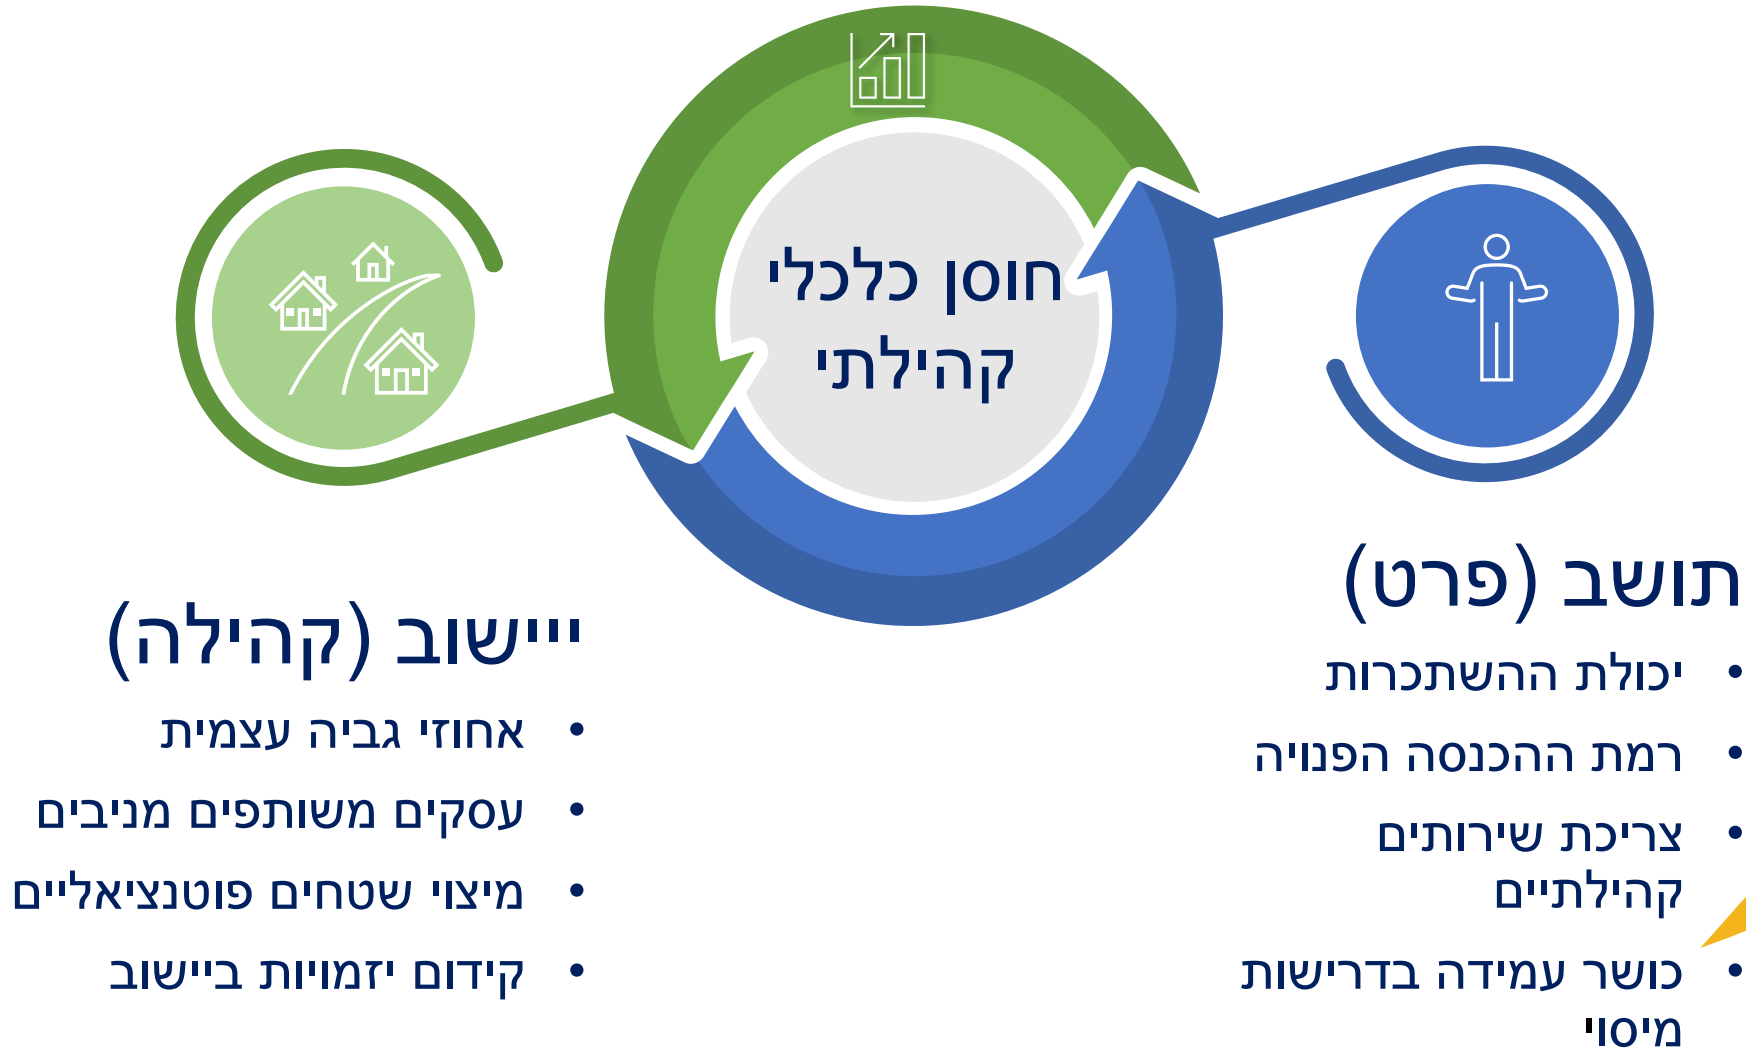 חוסן כלכלי
קהילתי
תושב (פרט)
• יכולת ההשתכרות
• רמת ההכנסה הפנויה
• צריכת שירותים
קהילתיים
• כושר עמידה בדרישות
מיסוי
יייישוב (קהילה)
• אחוזי גביה עצמית
• עסקים משותפים מניבים
• מיצוי שטחים פוטנציאליים
• קידום יזמויות ביישוב